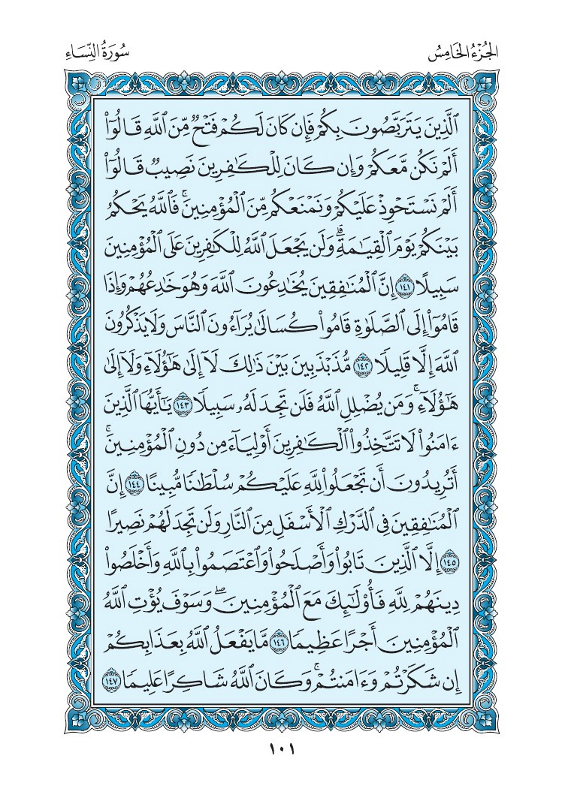 الجُزْءُ الخَامِسُ
سُورَةُ النِّسَاءِ
ٱلَّذِينَ يَتَرَبَّصُونَ بِكُمْ فَإِن كَانَ لَكُمْ فَتْحٌ مِّنَ ٱللَّهِ قَالُوٓا۟
أَلَمْ نَكُن مَّعَكُمْ وَإِن كَانَ لِلْكَٰفِرِينَ نَصِيبٌ قَالُوٓا۟
أَلَمْ نَسْتَحْوِذْ عَلَيْكُمْ وَنَمْنَعْكُم مِّنَ ٱلْمُؤْمِنِينَۚ فَٱللَّهُ يَحْكُمُ
بَيْنَكُمْ يَوْمَ ٱلْقِيَٰمَةِۗ وَلَن يَجْعَلَ ٱللَّهُ لِلْكَٰفِرِينَ عَلَى ٱلْمُؤْمِنِينَ
سَبِيلًا ١٤١ إِنَّ ٱلْمُنَٰفِقِينَ يُخَٰدِعُونَ ٱللَّهَ وَهُوَ خَٰدِعُهُمْ وَإِذَا
قَامُوٓا۟ إِلَى ٱلصَّلَوٰةِ قَامُوا۟ كُسَالَىٰ يُرَآءُونَ ٱلنَّاسَ وَلَا يَذْكُرُونَ
ٱللَّهَ إِلَّا قَلِيلًا ١٤٢ مُّذَبْذَبِينَ بَيْنَ ذَٰلِكَ لَآ إِلَىٰ هَٰٓؤُلَآءِ وَلَآ إِلَىٰ
هَٰٓؤُلَآءِۚ وَمَن يُضْلِلِ ٱللَّهُ فَلَن تَجِدَ لَهُۥ سَبِيلًا ١٤٣ يَٰٓأَيُّهَا ٱلَّذِينَ
ءَامَنُوا۟ لَا تَتَّخِذُوا۟ ٱلْكَٰفِرِينَ أَوْلِيَآءَ مِن دُونِ ٱلْمُؤْمِنِينَۚ
أَتُرِيدُونَ أَن تَجْعَلُوا۟ لِلَّهِ عَلَيْكُمْ سُلْطَٰنًا مُّبِينًا ١٤٤ إِنَّ
ٱلْمُنَٰفِقِينَ فِى ٱلدَّرْكِ ٱلْأَسْفَلِ مِنَ ٱلنَّارِ وَلَن تَجِدَ لَهُمْ نَصِيرًا
١٤٥ إِلَّا ٱلَّذِينَ تَابُوا۟ وَأَصْلَحُوا۟ وَٱعْتَصَمُوا۟ بِٱللَّهِ وَأَخْلَصُوا۟
دِينَهُمْ لِلَّهِ فَأُو۟لَٰٓئِكَ مَعَ ٱلْمُؤْمِنِينَۖ وَسَوْفَ يُؤْتِ ٱللَّهُ
ٱلْمُؤْمِنِينَ أَجْرًا عَظِيمًا ١٤٦ مَّا يَفْعَلُ ٱللَّهُ بِعَذَابِكُمْ
إِن شَكَرْتُمْ وَءَامَنتُمْۚ وَكَانَ ٱللَّهُ شَاكِرًا عَلِيمًا ١٤٧
١٠١